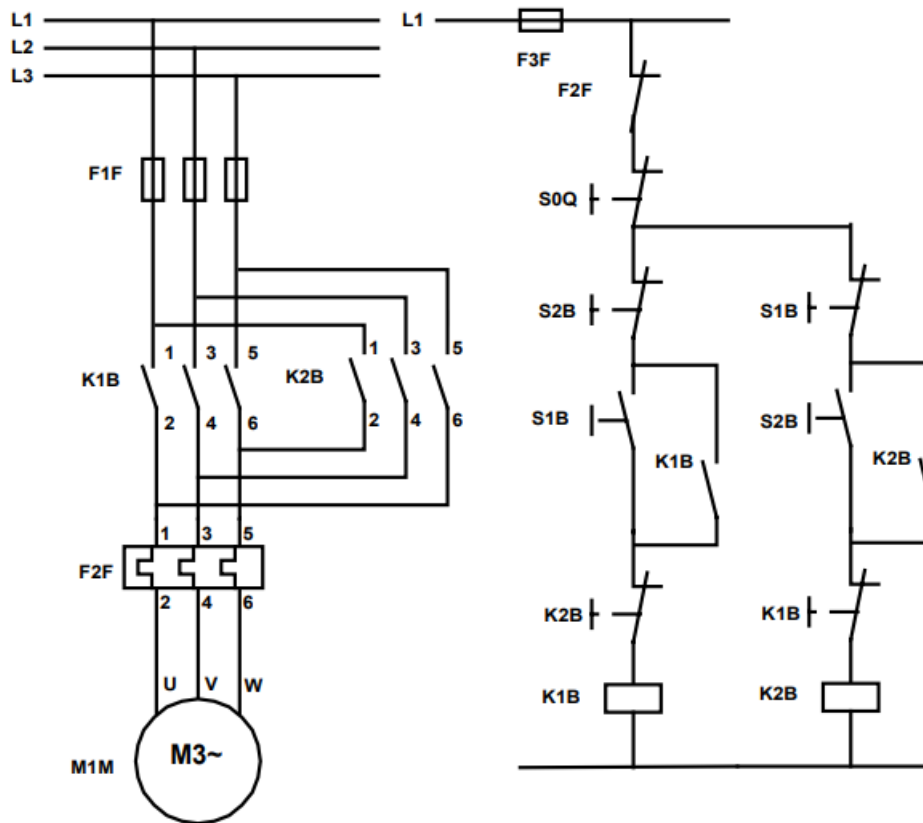 L1
L2
L3
F1F
K1B
1 3 5
2 4 6
K2B
1 3 5
2 4 6
F2F
1 3 5
2 4 6
U V W
M1M
M3~
L1
F3F
F2F
S0Q
S2B
S1B
K1B
K2B
K1B
S1B
S2B
K2B
K1B
K2B